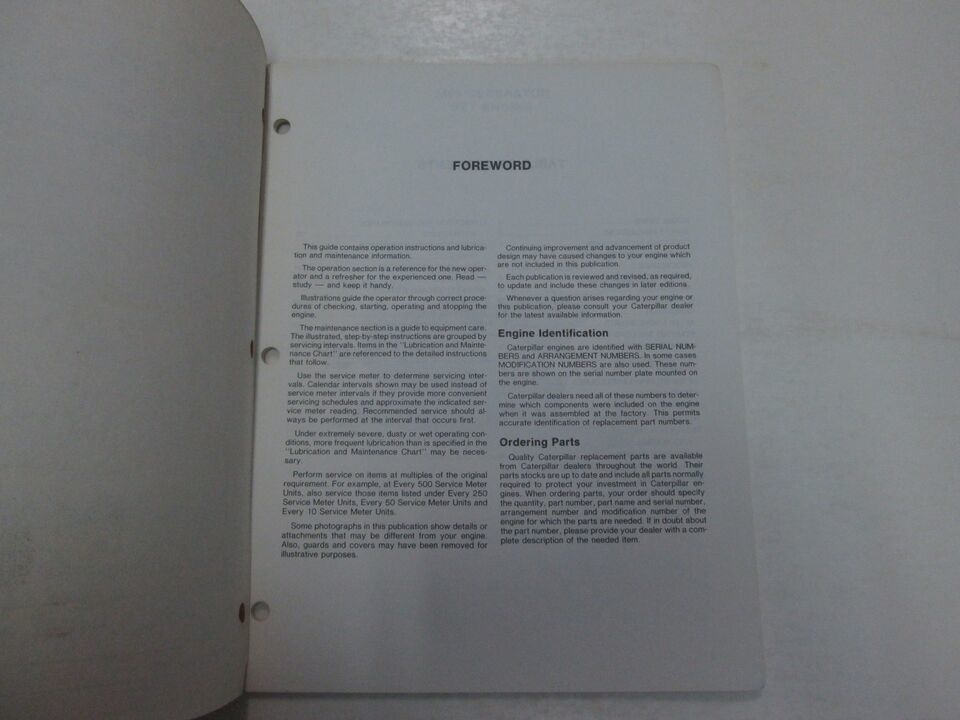 FOREWORD
This guide contains operation instructions and lubrica-
tion and maintenance information.
The operation section is a reference for the new oper-
ator and a refresher for the experienced one. Read —
study — and keep it handy.
Illustrations guide the operator through correct proce-
dures of checking, starting, operating and stopping the
engine.
The maintenance section is a guide to equipment care.
The illustrated, step-by-step instructions are grouped by
servicing intervals. Items in the "Lubrication and Mainte-
nance Chart" are referenced to the detailed instructions
that follow.
Use the service meter to determine servicing inter-
vals. Calendar intervals shown may be used instead of
service meter intervals if they provide more convenient
servicing schedules and approximate the indicated ser-
vice meter reading. Recommended service should al-
ways be performed at the interval that occurs first.
Under extremely severe, dusty or wet operating con-
ditions, more frequent lubrication than is specified in the
"Lubrication and Maintenance Chart" may be neces-
sary.
Perform service on items at multiples of the original
requirement. For example, at Every 500 Service Meter
Units, also service those items listed under Every 250
Service Meter Units, Every 50 Service Meter Units and
Every 10 Service Meter Units.
Some photographs in this publication show details or
attachments that may be different from your engine.
Also, guards and covers may have been removed for
illustrative purposes.
Continuing improvement and advancement of product
design may have caused changes to your engine which
are not included in this publication.
Each publication is reviewed and revised, as required,
to update and include these changes in later editions.
Whenever a question arises regarding your engine or
this publication, please consult your Caterpillar dealer
for the latest available information.
Engine Identification
Caterpillar engines are identified with SERIAL NUM-
BERS and ARRANGEMENT NUMBERS. In some cases
MODIFICATION NUMBERS are also used. These num-
bers are shown on the serial number plate mounted on
the engine.
Caterpillar dealers need all of these numbers to deter-
mine which components were included on the engine
when it was assembled at the factory. This permits
accurate identification of replacement part numbers.
Ordering Parts
Quality Caterpillar replacement parts are available
from Caterpillar dealers throughout the world. Their
parts stocks are up to date and include all parts normally
required to protect your investment in Caterpillar en-
gines. When ordering parts, your order should specify
the quantity, part number, part name and serial number,
arrangement number and modification number of the
engine for which the parts are needed. If in doubt about
the part number, please provide your dealer with a com-
plete description of the needed item.